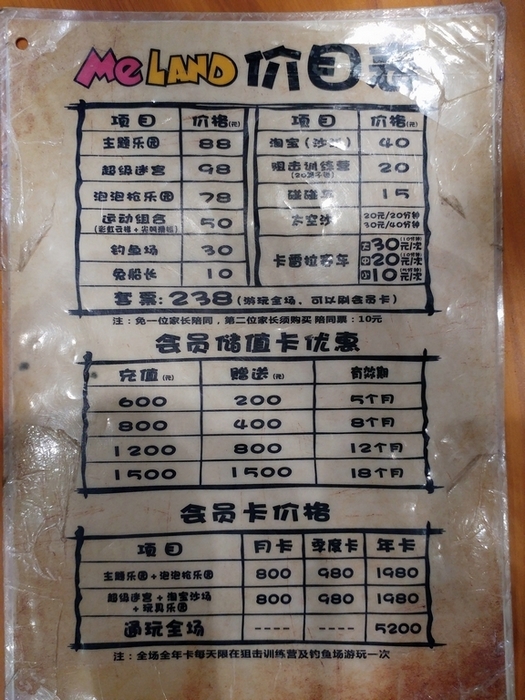 MeLAND 价目表
项目 价格(元) 项目 价格(元)
主题乐园 88 淘宝(沙池) 40
超级迷宫 98 狙击训练营 20
泡泡枪乐园 78 碰碰车 15
运动组合 50 太空沙 20元/20分钟
30元/40分钟
钓鱼场 30 卡雷拉客车 大30元/次
中20元/次
兔船长 10 小10元/次
套票:238(游玩全场,可以刷会员卡)
注:免一位家长陪同,第二位家长须购买 陪同票:10元
会员储值卡优惠
充值(元) 赠送(元) 有效期
600 200 5个月
800 400 8个月
1200 800 12个月
1500 1500 18个月
会员卡价格
项目 月卡 季度卡 年卡
主题乐园+泡泡枪乐园 800 980 1980
超级迷宫+淘宝沙场
+玩具乐园 800 980 1980
通玩全场 ---- ---- 5200
注:全场全年卡每天限在狙击训练营及钓鱼场游玩一次